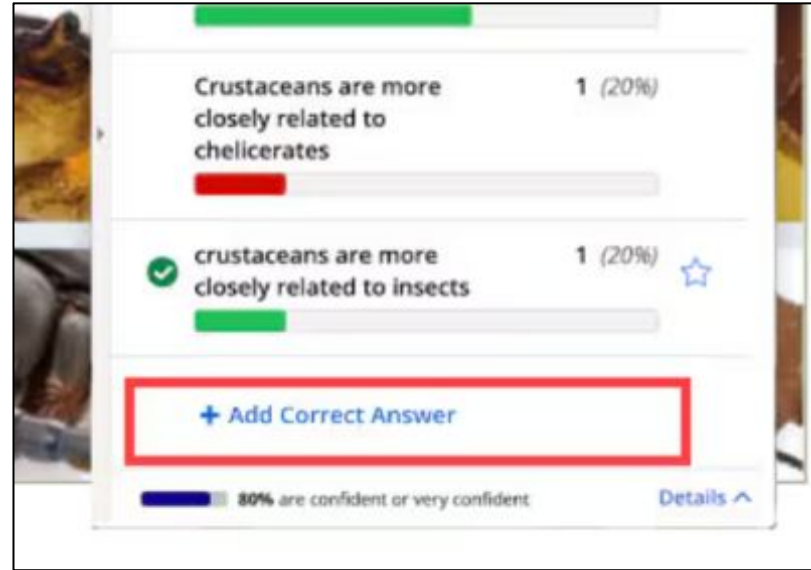 Crustaceans are more 1 (20%)
closely related to
chelicerates
crustaceans are more 1 (20%)
closely related to insects
+ Add Correct Answer
80% are confident or very confident Details